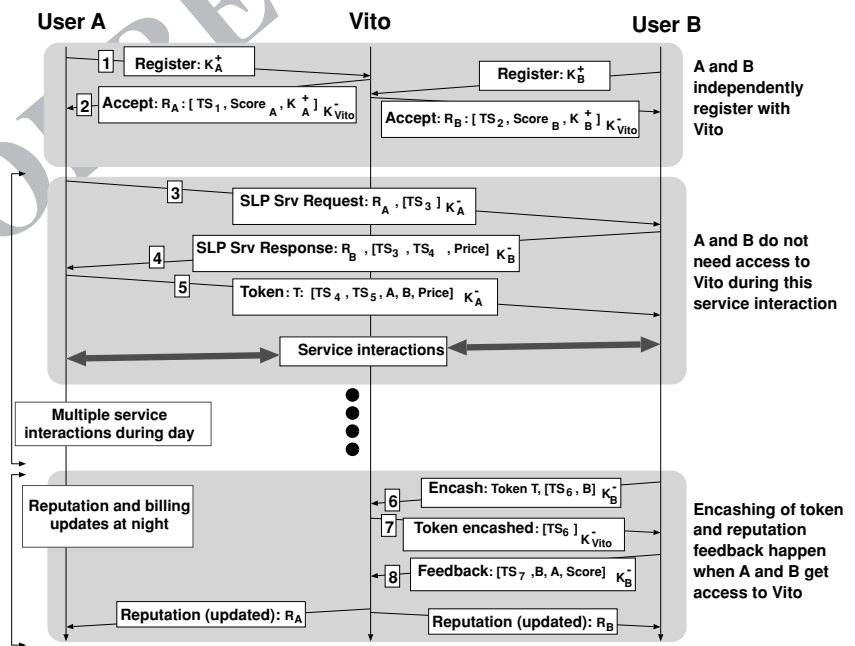 User A Vito User B
1 Register: K_A^+
Register: K_B^+
2 Accept: R_A : [ TS_1 , Score_A , K_A^+ ] K_Vito^-
Accept: R_B : [ TS_2 , Score_B , K_B^+ ] K_Vito^-
A and B
independently
register with
Vito
3 SLP Srv Request: R_A , [TS_3 ] K_A^-
4 SLP Srv Response: R_B , [TS_3 , TS_4 , Price] K_B^-
5 Token: T: [TS_4 , TS_5 , A, B, Price] K_A^-
Service interactions
A and B do not
need access to
Vito during this
service interaction
Multiple service
interactions during day
Reputation and billing
updates at night
6 Encash: Token T, [TS_6 , B] K_B^-
7 Token encashed: [TS_6 ] K_Vito^-
8 Feedback: [TS_7 ,B, A, Score] K_B^-
Reputation (updated): R_A
Reputation (updated): R_B
Encashing of token
and reputation
feedback happen
when A and B get
access to Vito